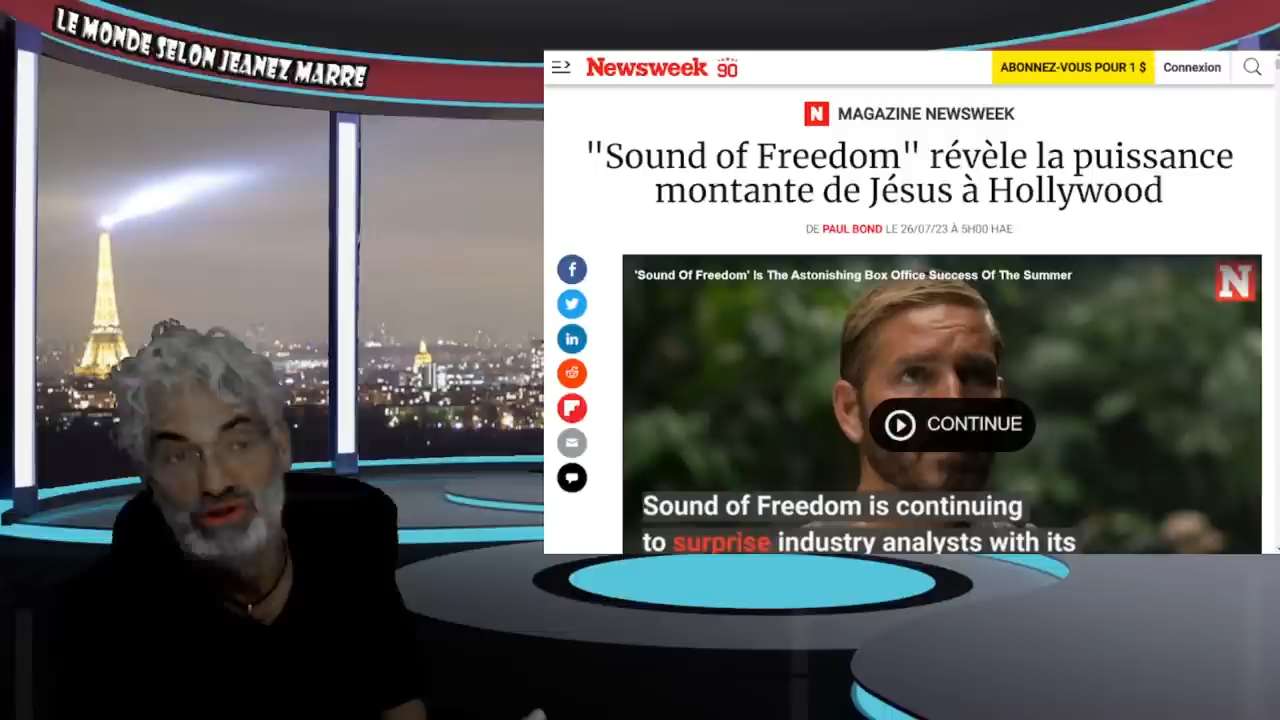 LE MONDE SELON JEANEZ MARRE
Newsweek 90
ABONNEZ-VOUS POUR 1 $
Connexion
N MAGAZINE NEWSWEEK
"Sound of Freedom" révèle la puissance
montante de Jésus à Hollywood
DE PAUL BOND LE 26/07/23 À 5H00 HAE
'Sound Of Freedom' Is The Astonishing Box Office Success Of The Summer
N
CONTINUE
Sound of Freedom is continuing
to surprise industry analysts with its